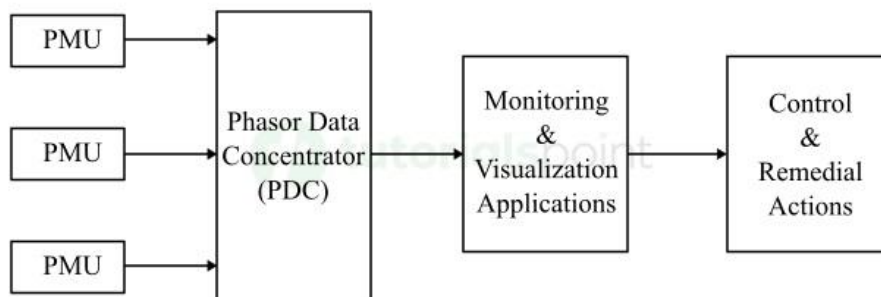 PMU
PMU
PMU
Phasor Data
Concentrator
(PDC)
Monitoring
&
Visualization
Applications
Control
&
Remedial
Actions
tutorialspoint